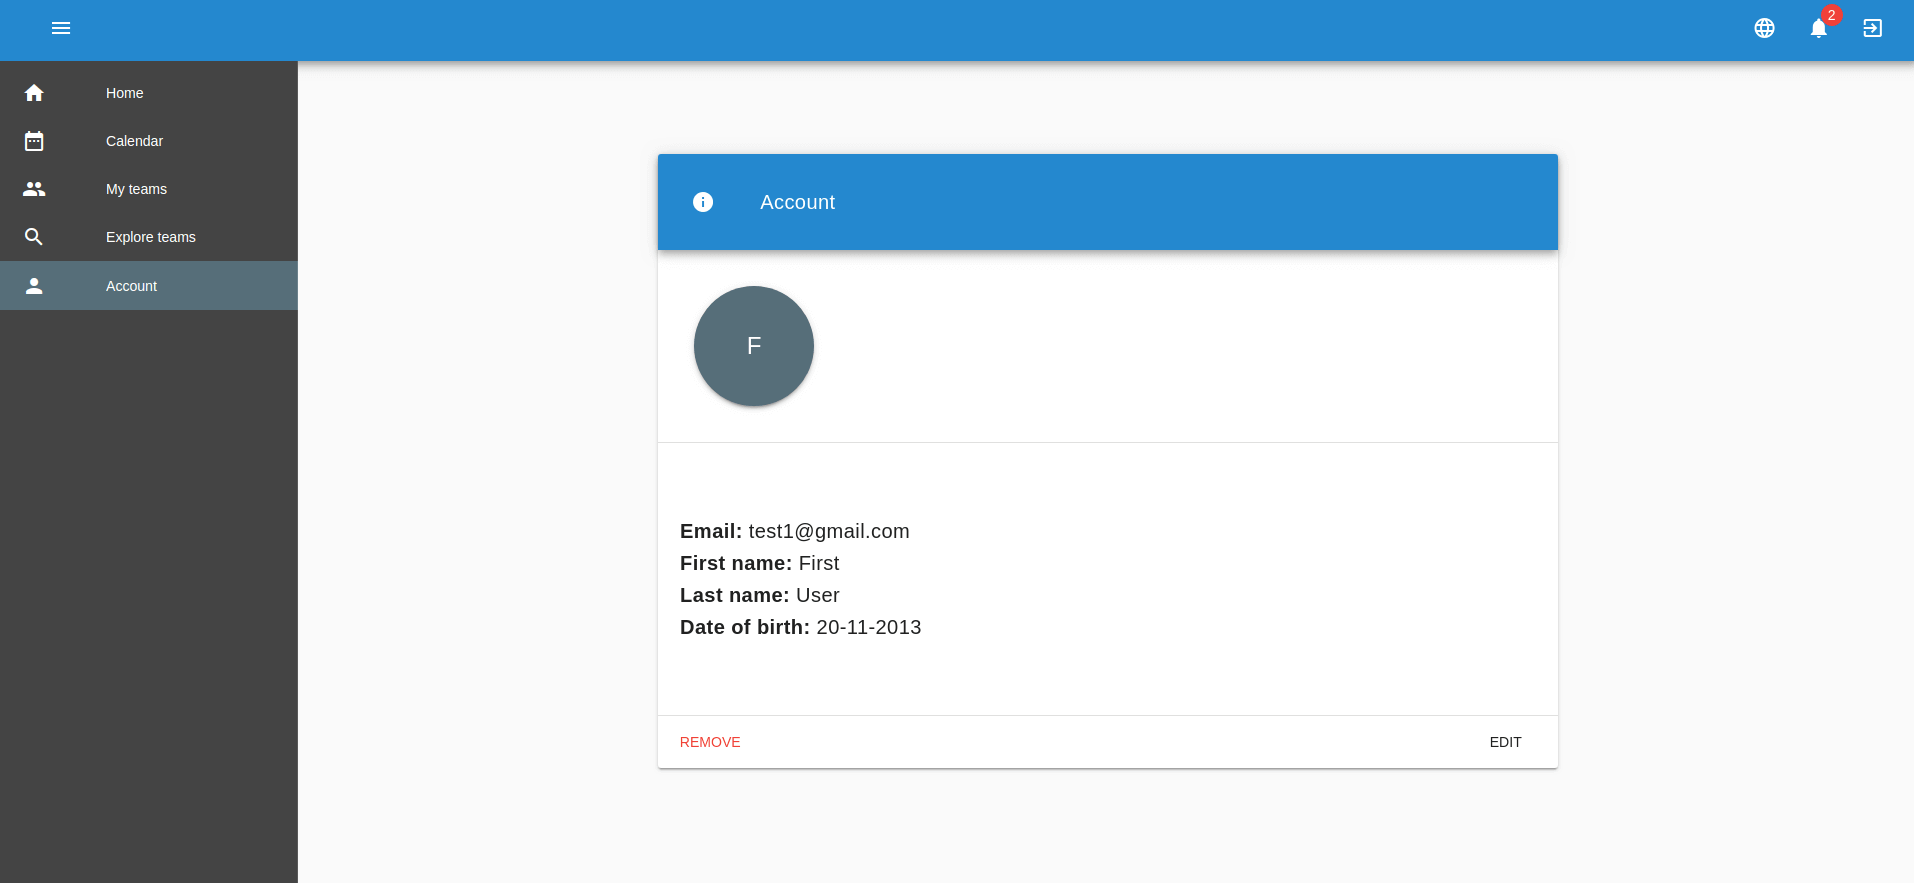 2
Home
Calendar
My teams
Explore teams
Account
Account
F
Email: test1@gmail.com
First name: First
Last name: User
Date of birth: 20-11-2013
REMOVE
EDIT